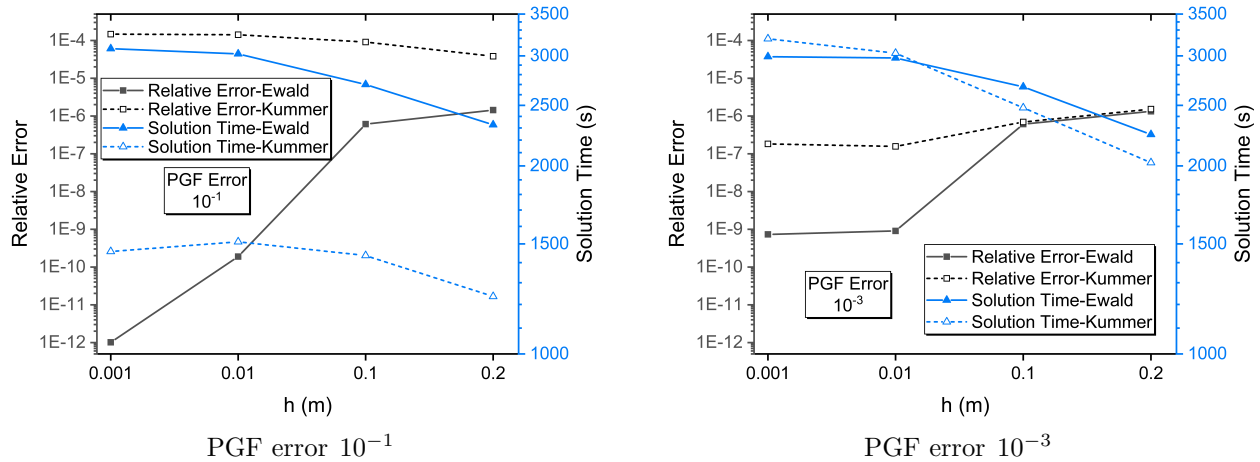 1E-4
1E-5
1E-6
1E-7
1E-8
1E-9
1E-10
1E-11
1E-12
Relative Error
3500
3000
2500
2000
1500
1000
Solution Time (s)
Relative Error-Ewald
Relative Error-Kummer
Solution Time-Ewald
Solution Time-Kummer
PGF Error
10⁻¹
0.001
0.01
0.1
0.2
h (m)
PGF error 10⁻¹
1E-4
1E-5
1E-6
1E-7
1E-8
1E-9
1E-10
1E-11
1E-12
Relative Error
3500
3000
2500
2000
1500
1000
Solution Time (s)
Relative Error-Ewald
Relative Error-Kummer
Solution Time-Ewald
Solution Time-Kummer
PGF Error
10⁻³
0.001
0.01
0.1
0.2
h (m)
PGF error 10⁻³